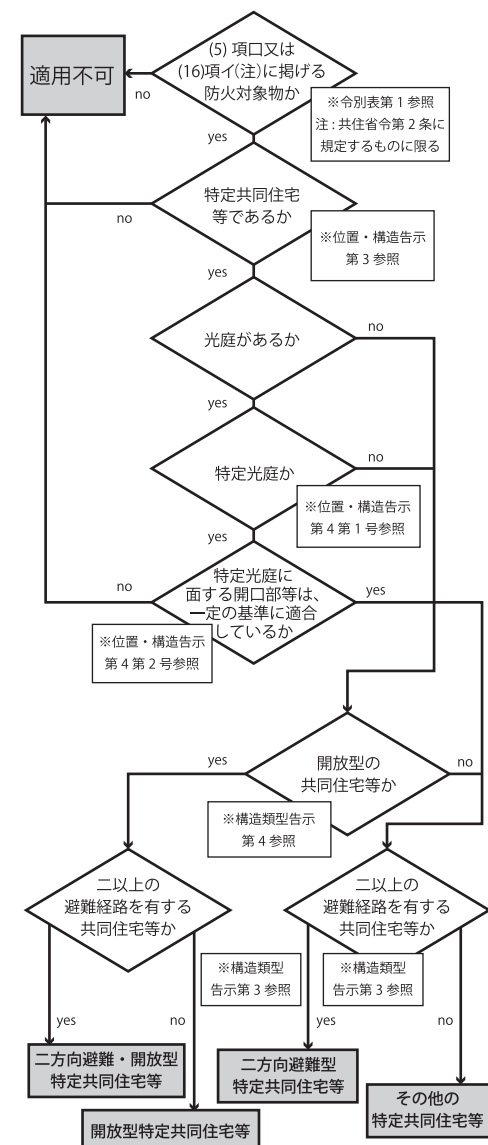 適用不可
(5) 項ロ又は
(16)項イ(注)に掲げる
防火対象物か
no
※令別表第 1 参照
注 : 共住省令第 2 条に
規定するものに限る
yes
特定共同住宅
等であるか
no
※位置・構造告示
第 3 参照
yes
光庭があるか
no
yes
特定光庭か
no
※位置・構造告示
第 4 第 1 号参照
yes
特定光庭に
面する開口部等は、
一定の基準に適合
しているか
no
yes
※位置・構造告示
第 4 第 2 号参照
開放型の
共同住宅等か
yes
no
※構造類型告示
第 4 参照
二以上の
避難経路を有する
共同住宅等か
二以上の
避難経路を有する
共同住宅等か
※構造類型
告示第 3 参照
※構造類型
告示第 3 参照
yes
no
yes
no
二方向避難・開放型
特定共同住宅等
開放型特定共同住宅等
二方向避難型
特定共同住宅等
その他の
特定共同住宅等